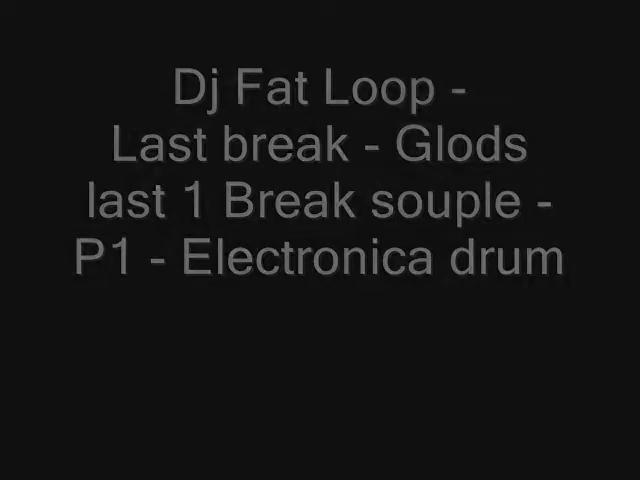 Dj Fat Loop -
Last break - Glods
last 1 Break souple -
P1 - Electronica drum